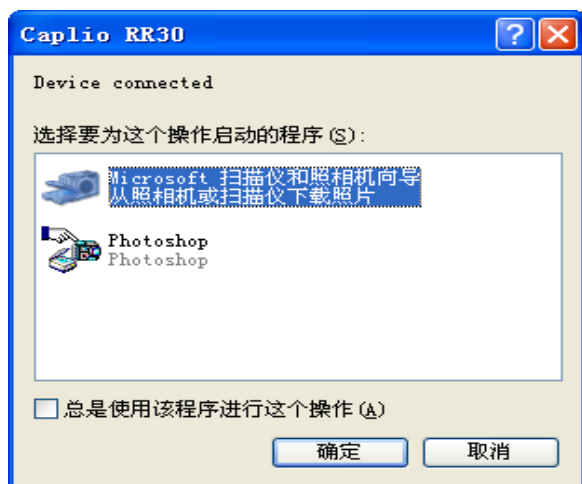 Caplio RR30
Device connected
选择要为这个操作启动的程序(S):
Microsoft 扫描仪和照相机向导
从照相机或扫描仪下载照片
Photoshop
Photoshop
总是使用该程序进行这个操作(A)
确定
取消